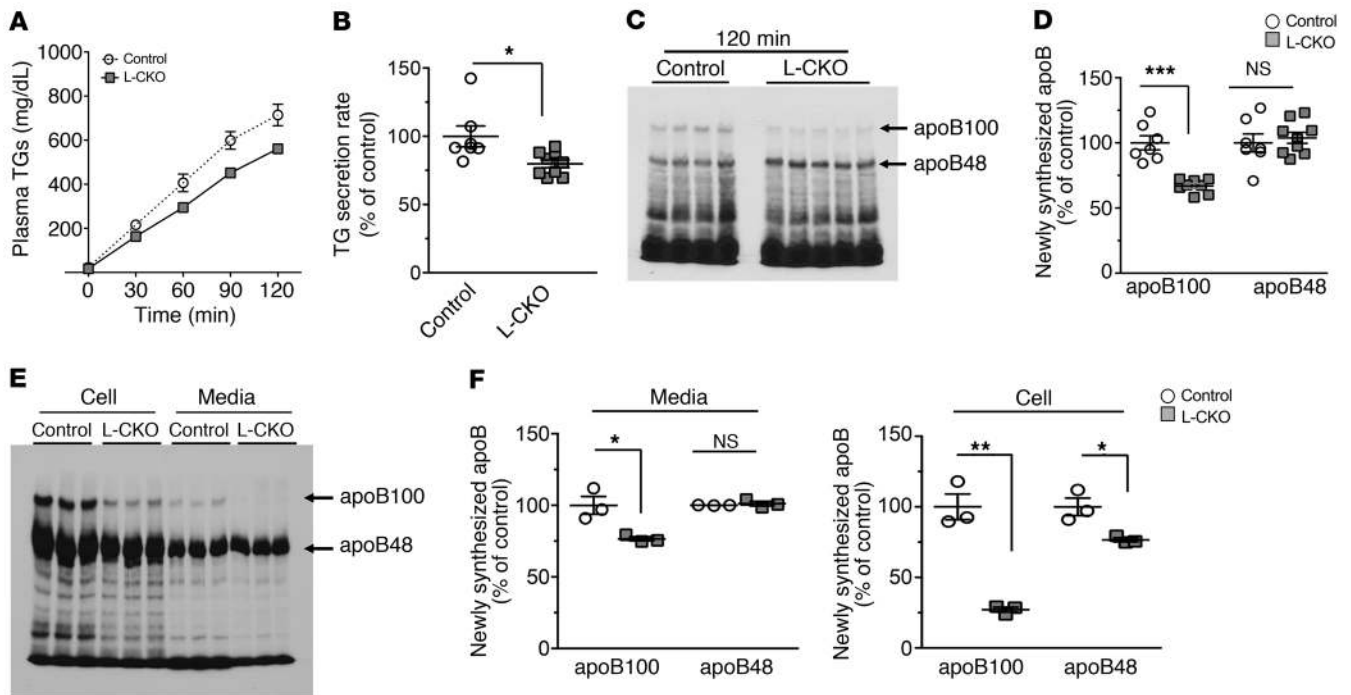 A
Plasma TGs (mg/dL)
1000
800
600
400
200
0
30
60
90
120
Time (min)
Control
L-CKO
B
TG secretion rate
(% of control)
150
100
50
0
*
Control
L-CKO
C
120 min
Control
L-CKO
apoB100
apoB48
D
Control
L-CKO
Newly synthesized apoB
(% of control)
150
100
50
0
***
NS
apoB100
apoB48
E
Cell
Media
Control L-CKO Control L-CKO
apoB100
apoB48
F
Media
Newly synthesized apoB
(% of control)
150
100
50
0
*
NS
apoB100
apoB48
Cell
Newly synthesized apoB
(% of control)
150
100
50
0
**
*
apoB100
apoB48
Control
L-CKO